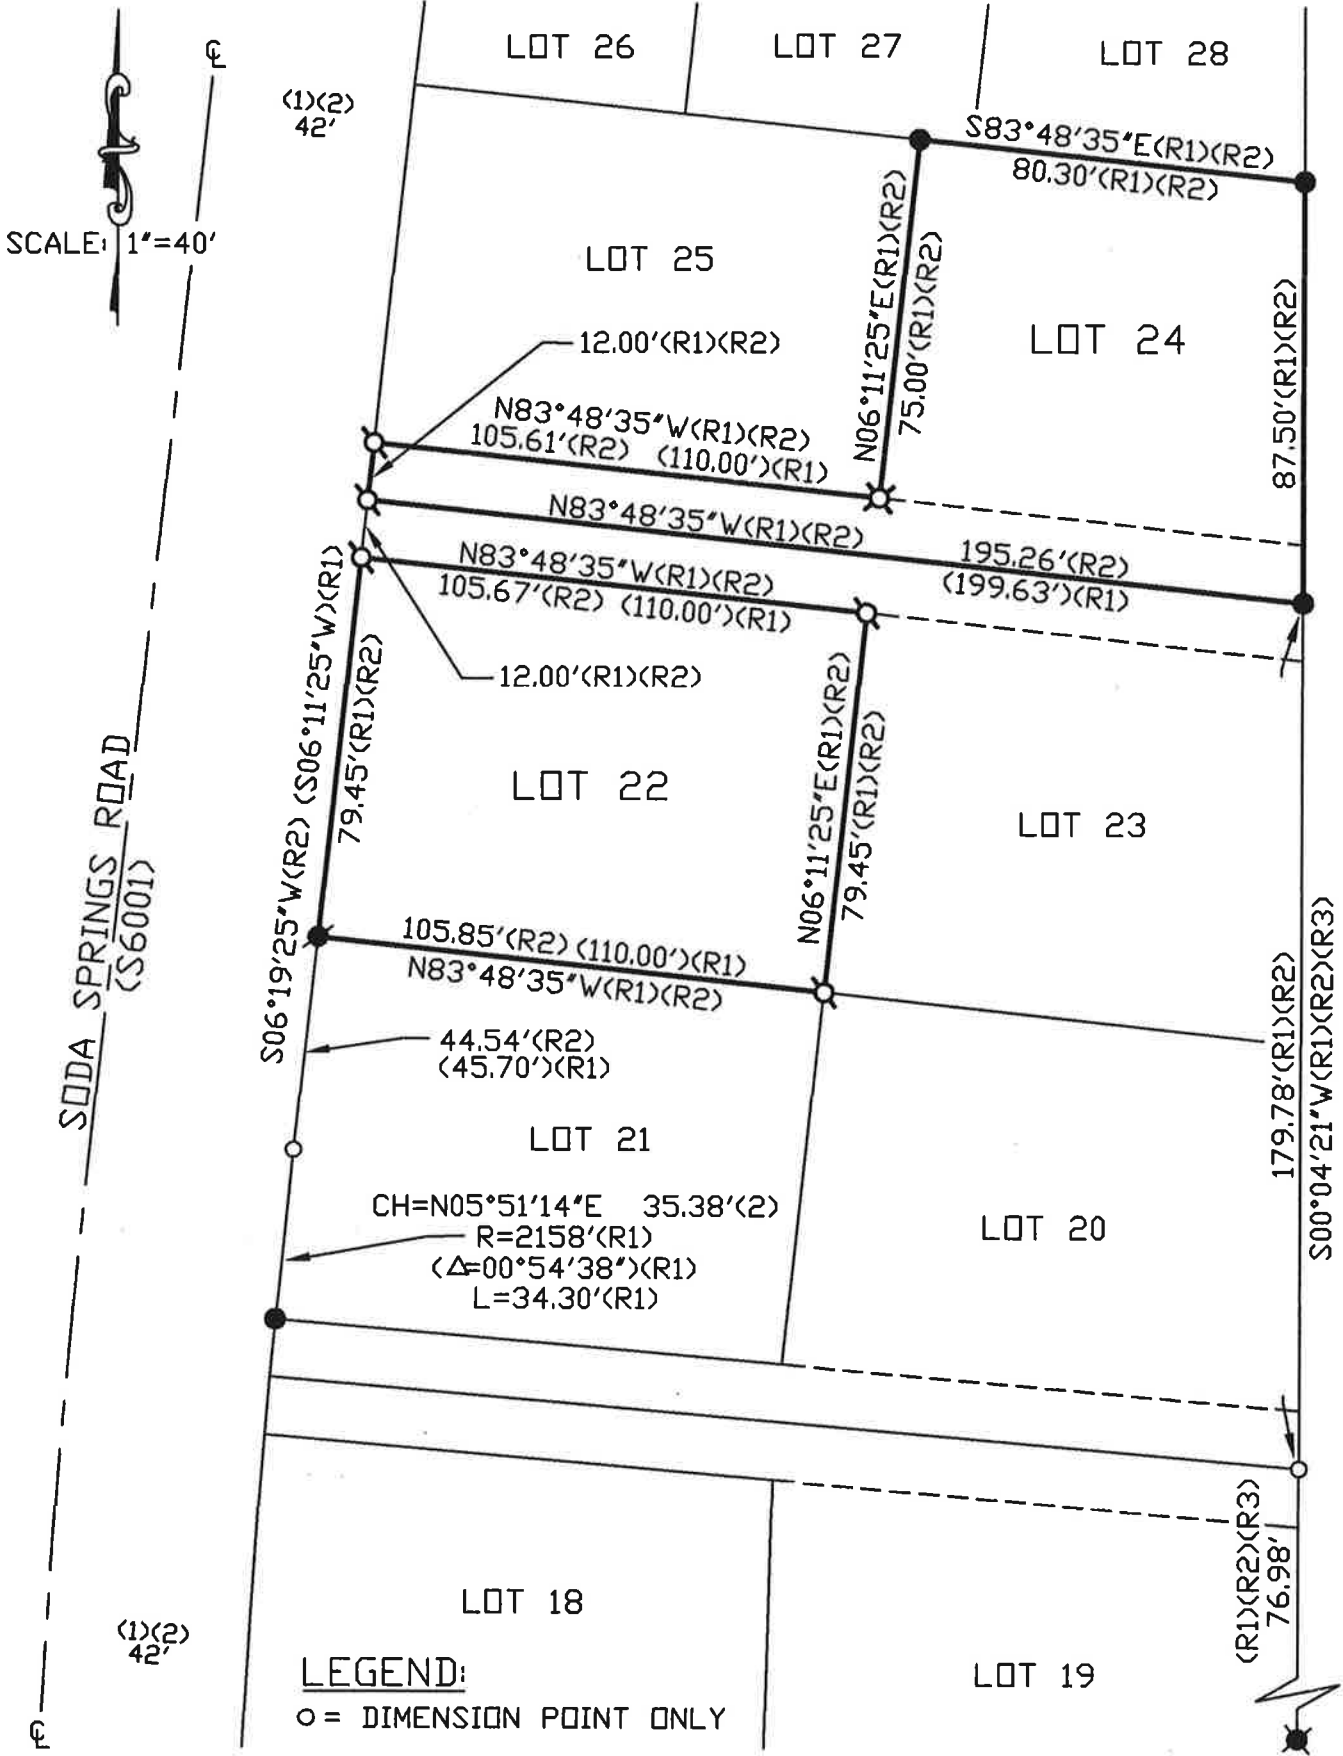 LOT 26
LOT 27
LOT 28
℄
(1)(2)
42'
SCALE: 1"=40'
S83°48'35"E(R1)(R2)
80.30'(R1)(R2)
LOT 25
N06°11'25"E(R1)(R2)
75.00'(R1)(R2)
LOT 24
87.50'(R1)(R2)
12.00'(R1)(R2)
N83°48'35"W(R1)(R2)
105.61'(R2) (110.00')(R1)
N83°48'35"W(R1)(R2)
195.26'(R2)
(199.63')(R1)
N83°48'35"W(R1)(R2)
105.67'(R2) (110.00')(R1)
12.00'(R1)(R2)
S06°19'25"W(R2) (S06°11'25"W)(R1)
79.45'(R1)(R2)
LOT 22
N06°11'25"E(R1)(R2)
79.45'(R1)(R2)
LOT 23
SODA SPRINGS ROAD
(S6001)
105.85'(R2) (110.00')(R1)
N83°48'35"W(R1)(R2)
44.54'(R2)
(45.70')(R1)
179.78'(R1)(R2)
S00°04'21"W(R1)(R2)(R3)
LOT 21
CH=N05°51'14"E 35.38'(2)
R=2158'(R1)
(Δ=00°54'38")(R1)
L=34.30'(R1)
LOT 20
(R1)(R2)(R3)
76.98'
LOT 18
(1)(2)
42'
LOT 19
LEGEND:
○ = DIMENSION POINT ONLY
℄